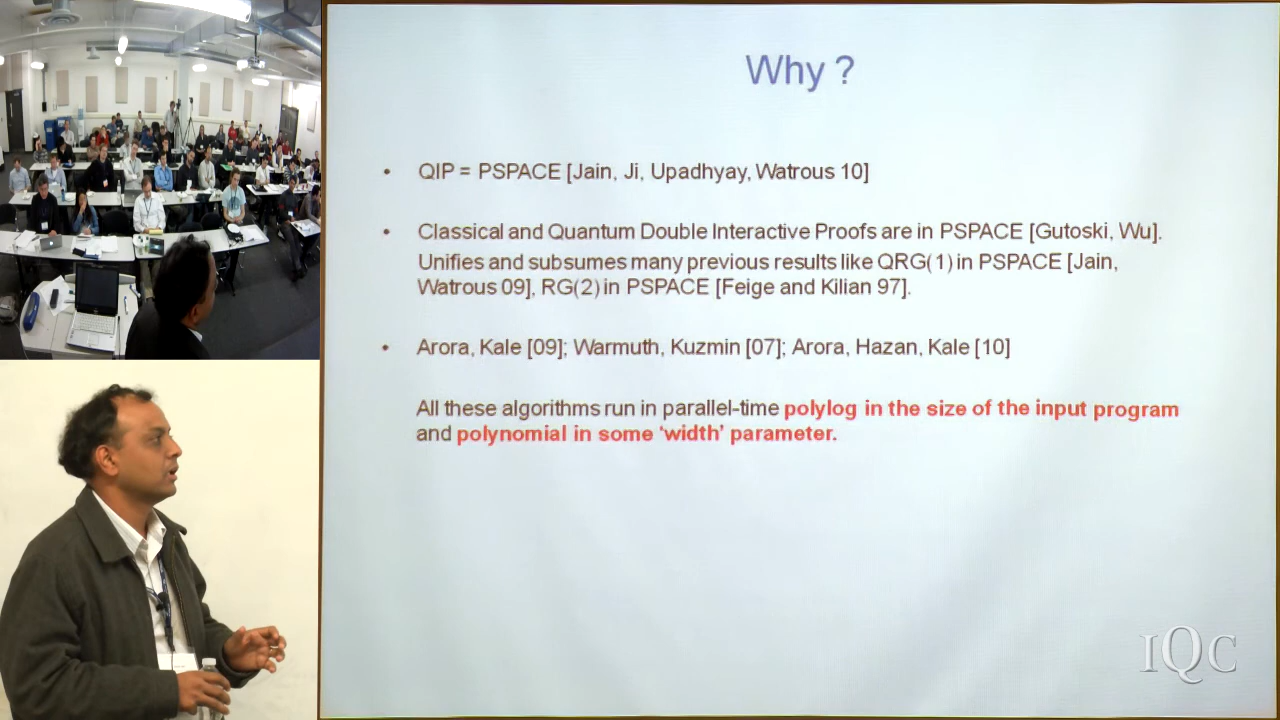 Why ?
• QIP = PSPACE [Jain, Ji, Upadhyay, Watrous 10]
• Classical and Quantum Double Interactive Proofs are in PSPACE [Gutoski, Wu].
Unifies and subsumes many previous results like QRG(1) in PSPACE [Jain,
Watrous 09], RG(2) in PSPACE [Feige and Kilian 97].
• Arora, Kale [09]; Warmuth, Kuzmin [07]; Arora, Hazan, Kale [10]
All these algorithms run in parallel-time polylog in the size of the input program
and polynomial in some ‘width’ parameter.
IQC